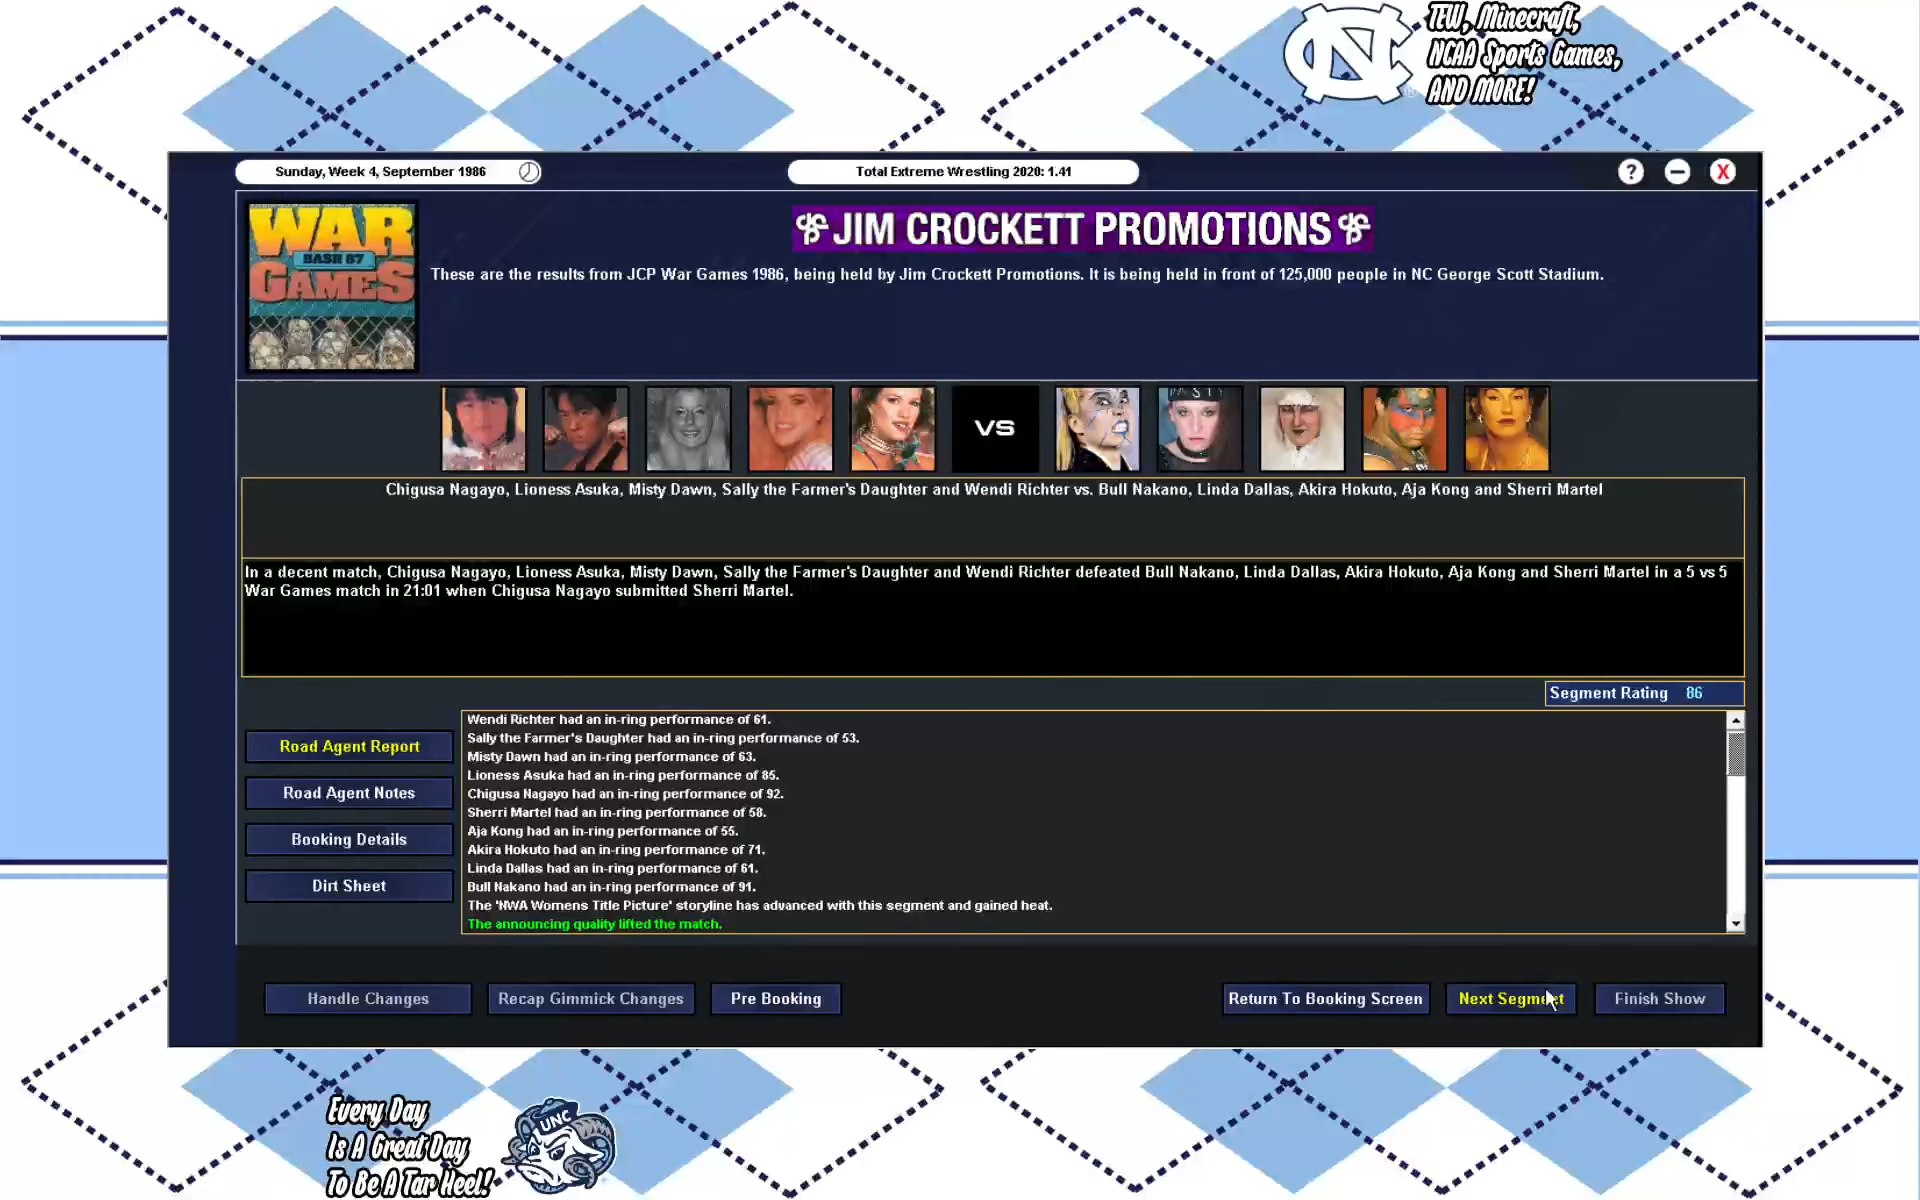 TEW, Minecraft,
NCAA Sports Games,
AND MORE!
NC
Sunday, Week 4, September 1986
Total Extreme Wrestling 2020: 1.41
?
X
WAR
BASH 87
GAMES
JIM CROCKETT PROMOTIONS
These are the results from JCP War Games 1986, being held by Jim Crockett Promotions. It is being held in front of 125,000 people in NC George Scott Stadium.
VS
Chigusa Nagayo, Lioness Asuka, Misty Dawn, Sally the Farmer's Daughter and Wendi Richter vs. Bull Nakano, Linda Dallas, Akira Hokuto, Aja Kong and Sherri Martel
In a decent match, Chigusa Nagayo, Lioness Asuka, Misty Dawn, Sally the Farmer's Daughter and Wendi Richter defeated Bull Nakano, Linda Dallas, Akira Hokuto, Aja Kong and Sherri Martel in a 5 vs 5
War Games match in 21:01 when Chigusa Nagayo submitted Sherri Martel.
Segment Rating 86
Road Agent Report
Road Agent Notes
Booking Details
Dirt Sheet
Wendi Richter had an in-ring performance of 61.
Sally the Farmer's Daughter had an in-ring performance of 53.
Misty Dawn had an in-ring performance of 63.
Lioness Asuka had an in-ring performance of 85.
Chigusa Nagayo had an in-ring performance of 92.
Sherri Martel had an in-ring performance of 58.
Aja Kong had an in-ring performance of 55.
Akira Hokuto had an in-ring performance of 71.
Linda Dallas had an in-ring performance of 61.
Bull Nakano had an in-ring performance of 91.
The 'NWA Womens Title Picture' storyline has advanced with this segment and gained heat.
The announcing quality lifted the match.
Handle Changes
Recap Gimmick Changes
Pre Booking
Return To Booking Screen
Next Segment
Finish Show
Every Day
Is A Great Day
To Be A Tar Heel!
UNC